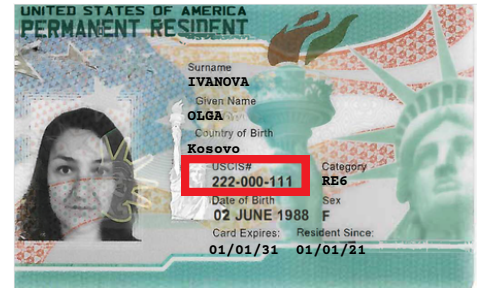 UNITED STATES OF AMERICA
PERMANENT RESIDENT
Surname
IVANOVA
Given Name
OLGA
Country of Birth
Kosovo
USCIS# Category
222-000-111 RE6
Date of Birth Sex
02 JUNE 1988 F
Card Expires: Resident Since:
01/01/31 01/01/21